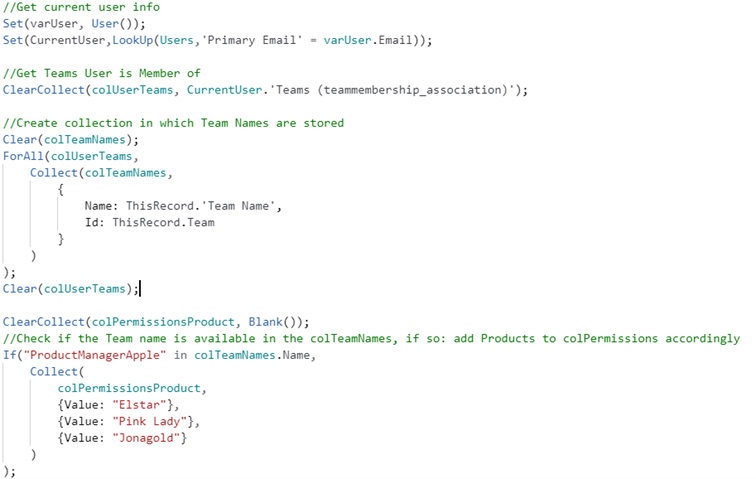 //Get current user info
Set(varUser, User());
Set(CurrentUser,LookUp(Users,'Primary Email' = varUser.Email));
//Get Teams User is Member of
ClearCollect(colUserTeams, CurrentUser.'Teams (teammembership_association)');
//Create collection in which Team Names are stored
Clear(colTeamNames);
ForAll(colUserTeams,
Collect(colTeamNames,
{
Name: ThisRecord.'Team Name',
Id: ThisRecord.Team
}
)
);
Clear(colUserTeams);
ClearCollect(colPermissionsProduct, Blank());
//Check if the Team name is available in the colTeamNames, if so: add Products to colPermissions accordingly
If("ProductManagerApple" in colTeamNames.Name,
Collect(
colPermissionsProduct,
{Value: "Elstar"},
{Value: "Pink Lady"},
{Value: "Jonagold"}
)
);